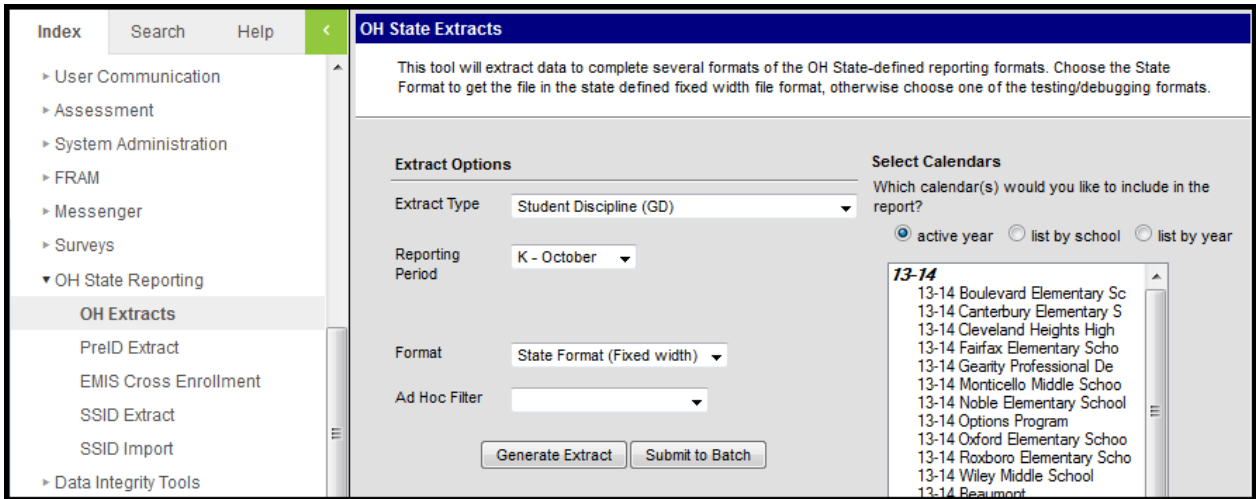 Index
Search
Help
User Communication
Assessment
System Administration
FRAM
Messenger
Surveys
OH State Reporting
OH Extracts
PreID Extract
EMIS Cross Enrollment
SSID Extract
SSID Import
Data Integrity Tools
OH State Extracts
This tool will extract data to complete several formats of the OH State-defined reporting formats. Choose the State
Format to get the file in the state defined fixed width file format, otherwise choose one of the testing/debugging formats.
Extract Options
Extract Type
Student Discipline (GD)
Reporting
Period
K - October
Format
State Format (Fixed width)
Ad Hoc Filter
Generate Extract
Submit to Batch
Select Calendars
Which calendar(s) would you like to include in the
report?
active year
list by school
list by year
13-14
13-14 Boulevard Elementary Sc
13-14 Canterbury Elementary S
13-14 Cleveland Heights High
13-14 Fairfax Elementary Scho
13-14 Gearity Professional De
13-14 Monticello Middle Schoo
13-14 Noble Elementary School
13-14 Options Program
13-14 Oxford Elementary Schoo
13-14 Roxboro Elementary Scho
13-14 Wiley Middle School
13-14 Beaumont